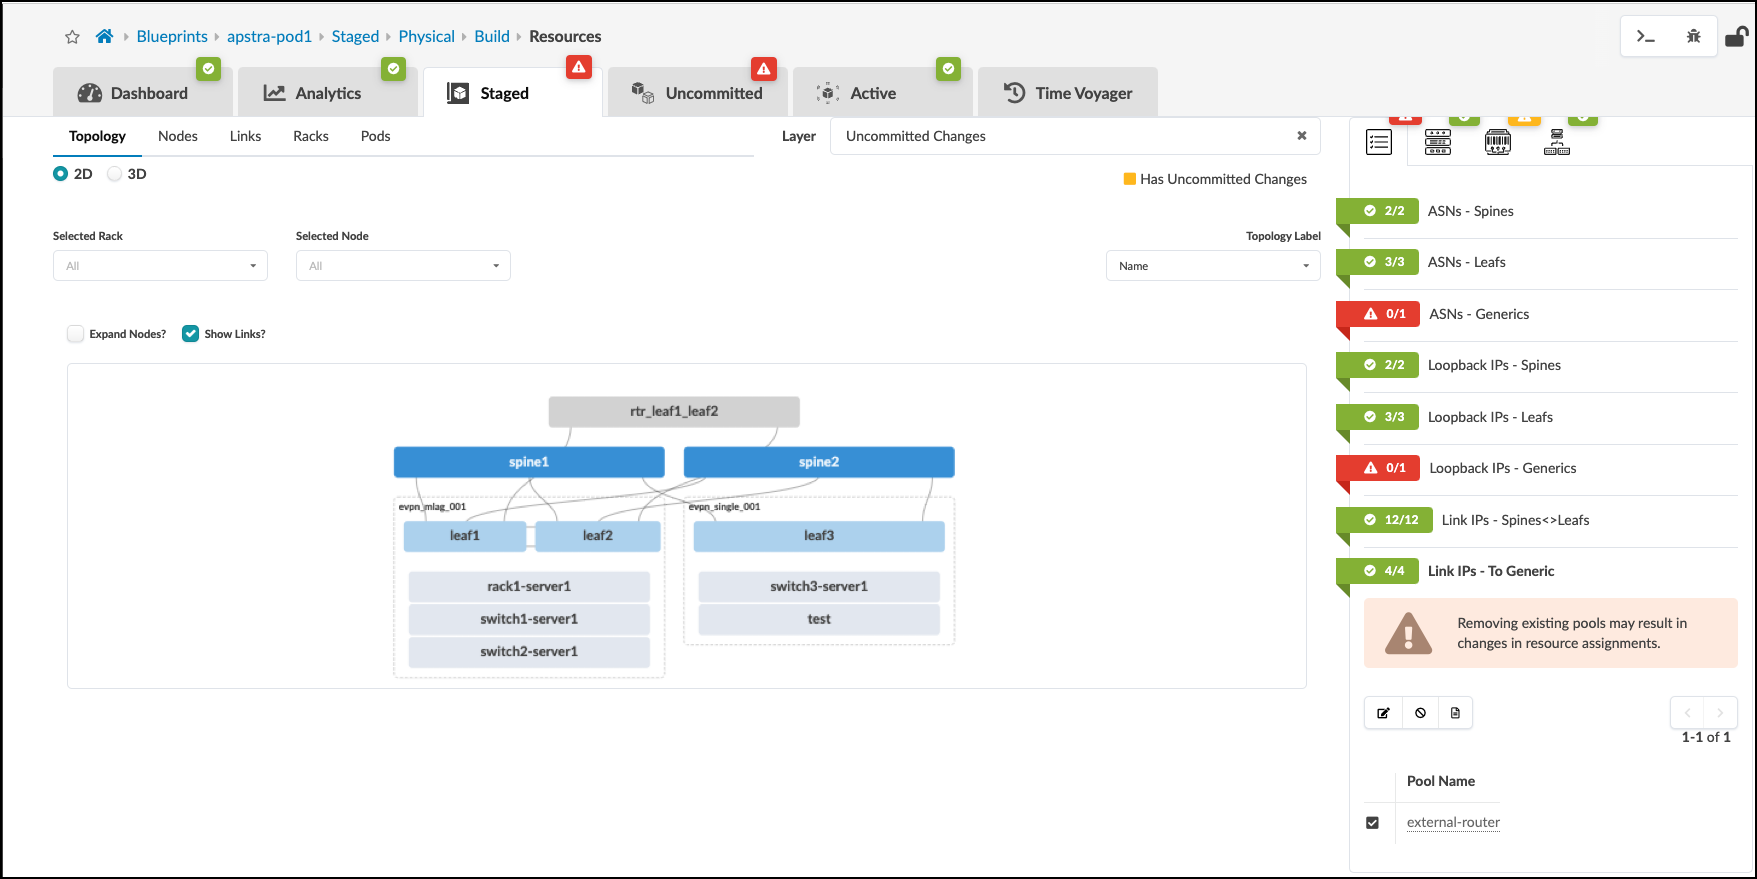 Blueprints apstra-pod1 Staged Physical Build Resources
>_
Dashboard Analytics Staged Uncommitted Active Time Voyager
Topology Nodes Links Racks Pods Layer Uncommitted Changes
2D 3D
Has Uncommitted Changes
Selected Rack Selected Node Topology Label
All All Name
Expand Nodes? Show Links?
rtr_leaf1_leaf2
spine1 spine2
evpn_mlag_001 evpn_single_001
leaf1 leaf2 leaf3
rack1-server1 switch3-server1
switch1-server1 test
switch2-server1
2/2 ASNs - Spines
3/3 ASNs - Leafs
0/1 ASNs - Generics
2/2 Loopback IPs - Spines
3/3 Loopback IPs - Leafs
0/1 Loopback IPs - Generics
12/12 Link IPs - Spines<>Leafs
4/4 Link IPs - To Generic
Removing existing pools may result in
changes in resource assignments.
1-1 of 1
Pool Name
external-router